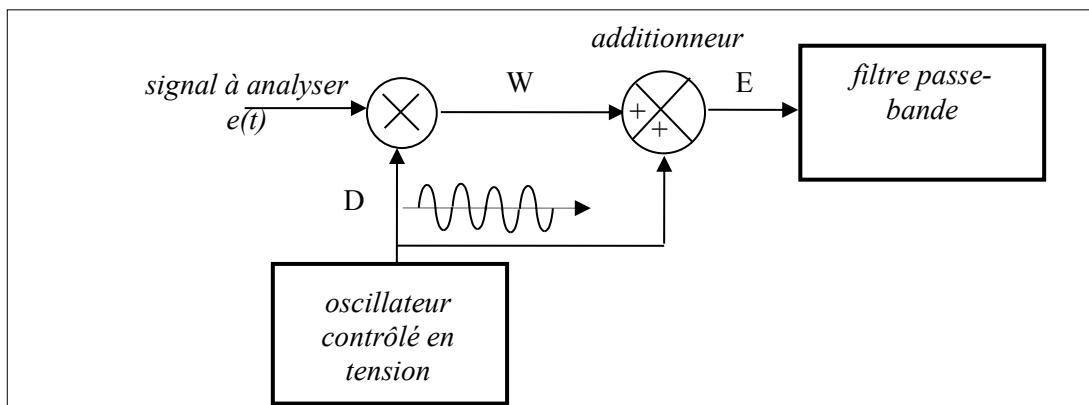 additionneur
signal à analyser
e(t)
W
+
+
E
filtre passe-
bande
D
oscillateur
contrôlé en
tension